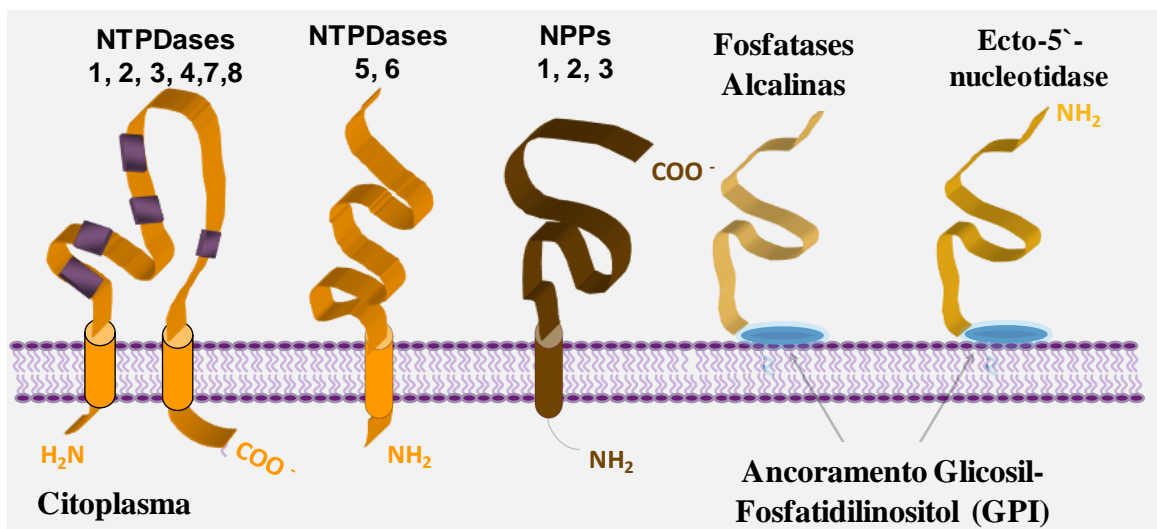 NTPDases
1, 2, 3, 4,7,8
NTPDases
5, 6
NPPs
1, 2, 3
Fosfatases
Alcalinas
Ecto-5`-
nucleotidase
NH₂
COO -
H₂N
COO -
NH₂
NH₂
Citoplasma
Ancoramento Glicosil-
Fosfatidilinositol (GPI)